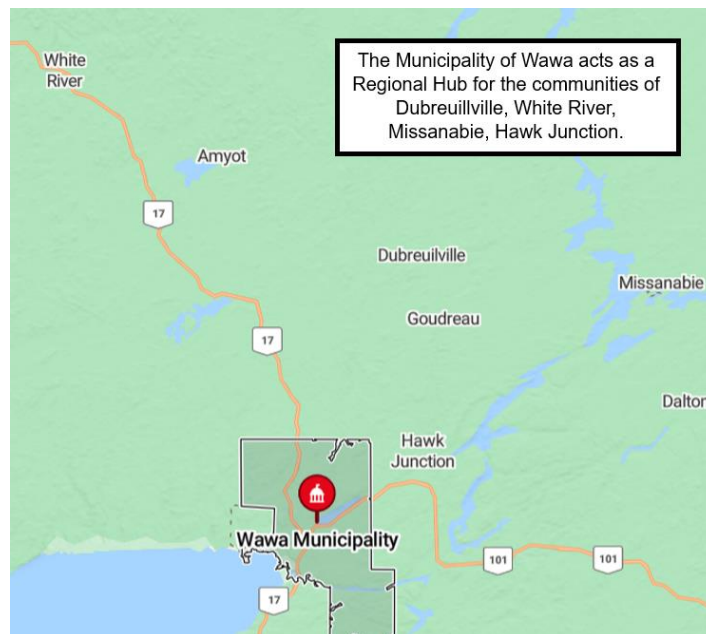 The Municipality of Wawa acts as a
Regional Hub for the communities of
Dubreuillville, White River,
Missanabie, Hawk Junction.
White
River
Amyot
17
Dubreuilville
Missanabie
Goudreau
17
Dalton
Hawk
Junction
Wawa Municipality
101
101
17